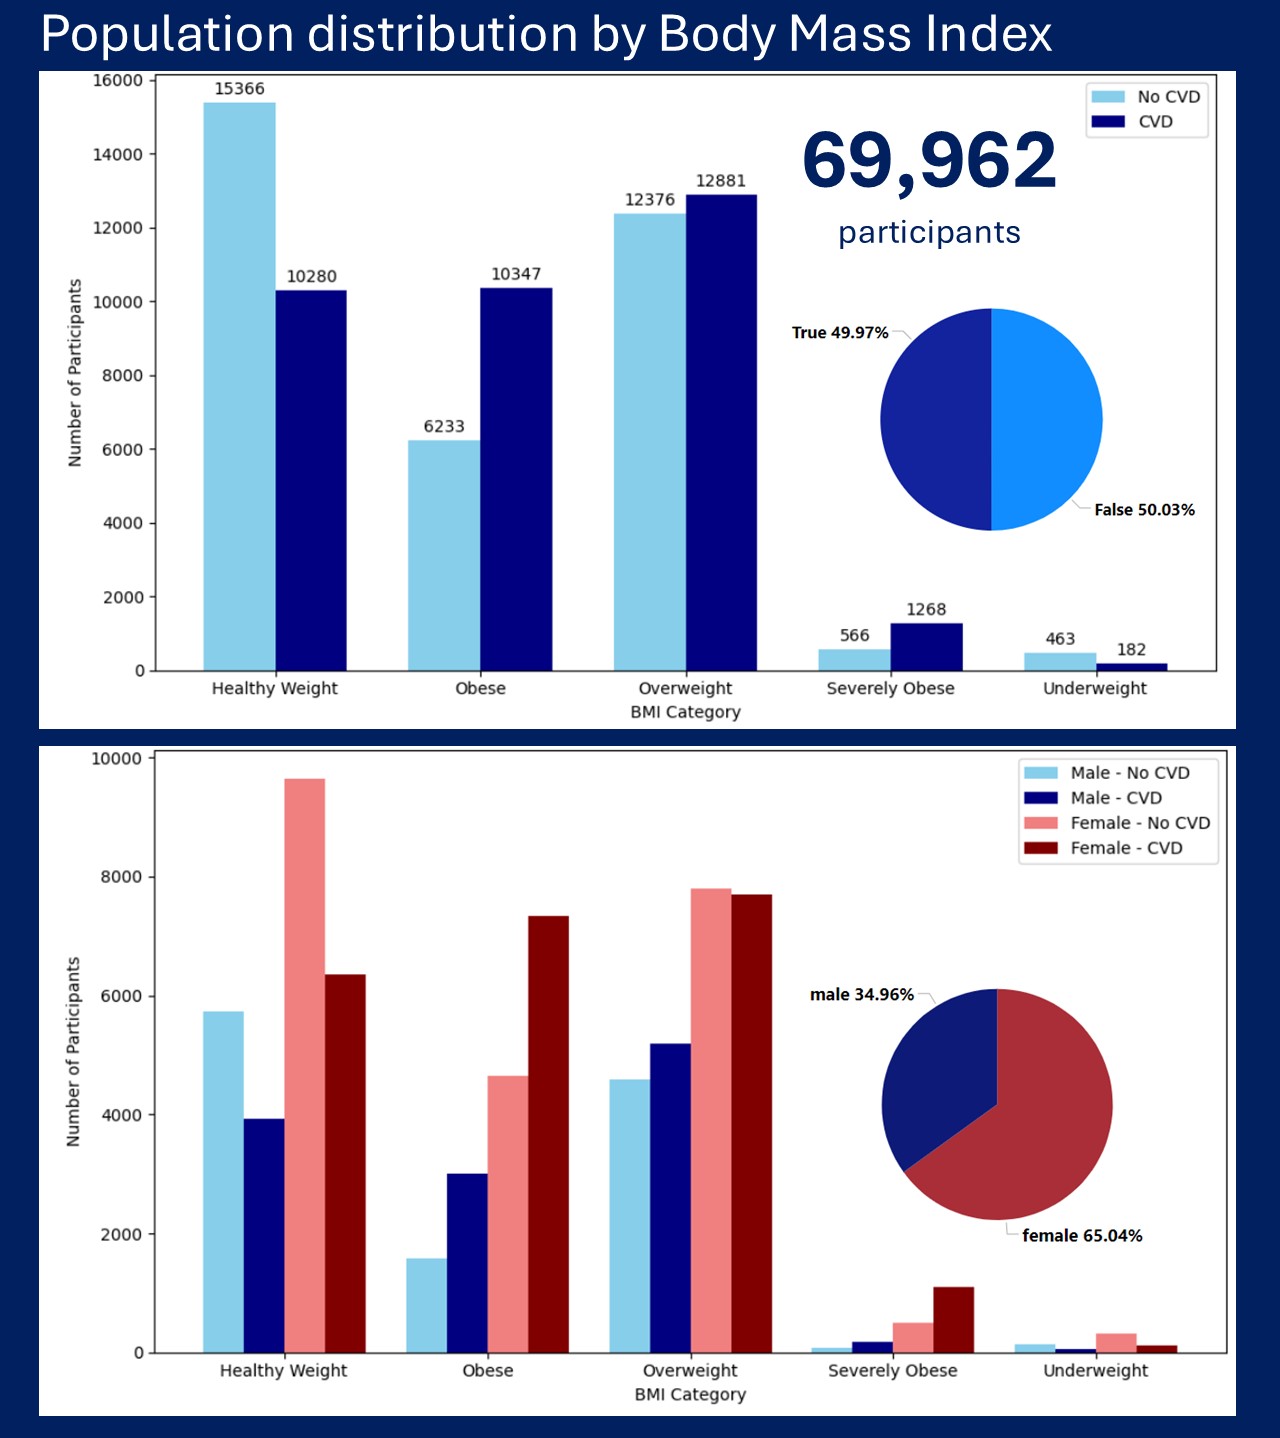 Population distribution by Body Mass Index
16000
14000
12000
10000
8000
6000
4000
2000
0
Number of Participants
15366
10280
6233
10347
12376
12881
566
1268
463
182
No CVD
CVD
69,962
participants
True 49.97%
False 50.03%
Healthy Weight
Obese
Overweight
Severely Obese
Underweight
BMI Category
10000
8000
6000
4000
2000
0
Number of Participants
Male - No CVD
Male - CVD
Female - No CVD
Female - CVD
male 34.96%
female 65.04%
Healthy Weight
Obese
Overweight
Severely Obese
Underweight
BMI Category